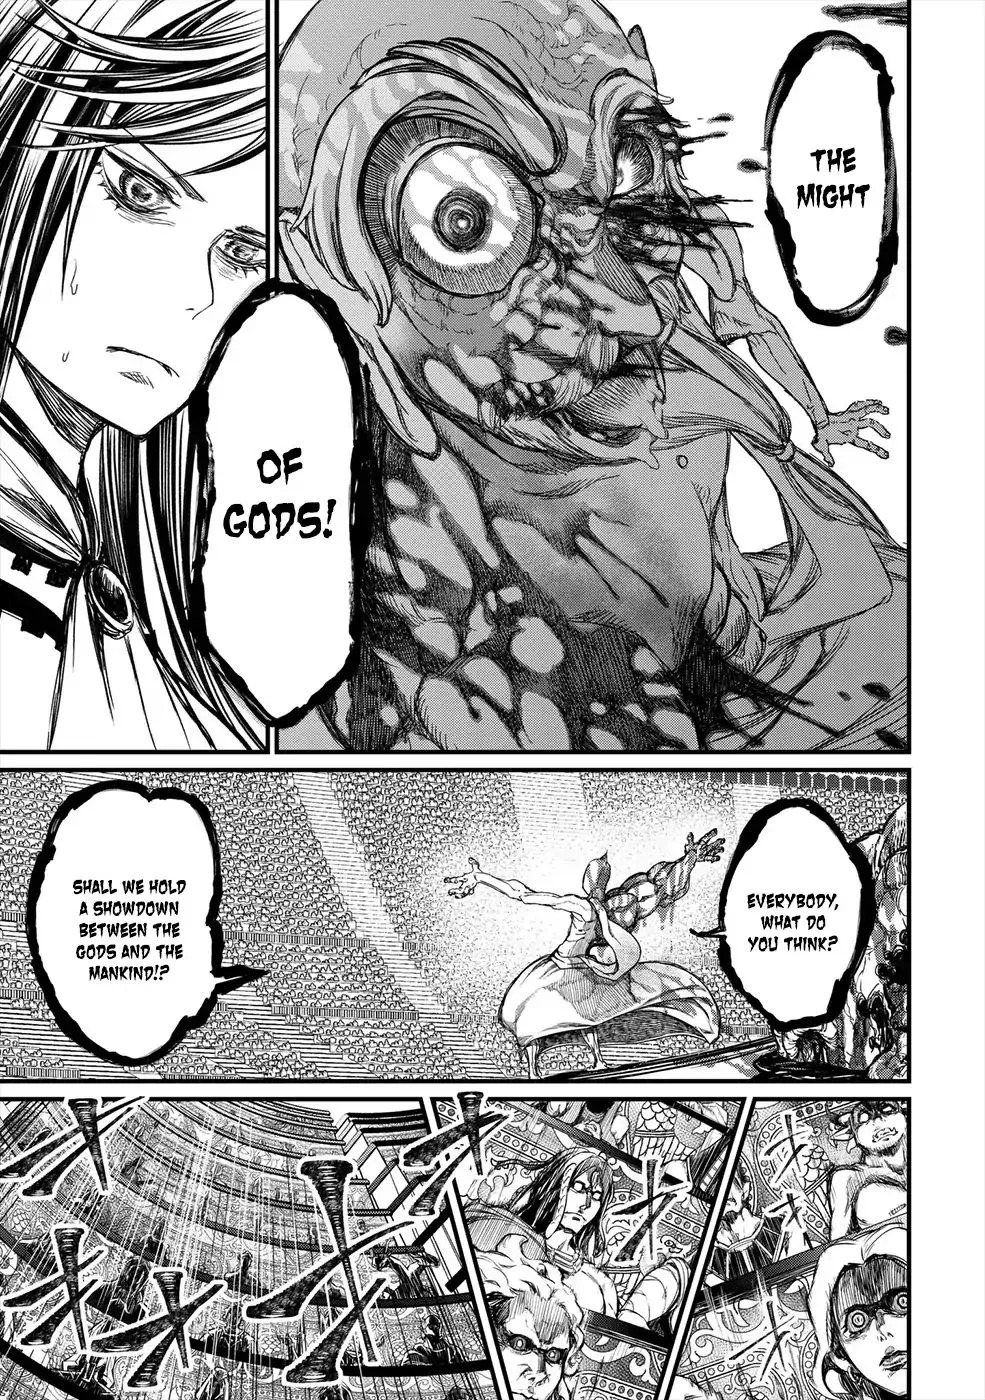 THE
MIGHT
OF
GODS!
EVERYBODY,
WHAT DO
YOU THINK?
SHALL WE HOLD
A SHOWDOWN
BETWEEN THE
GODS AND THE
MANKIND!?